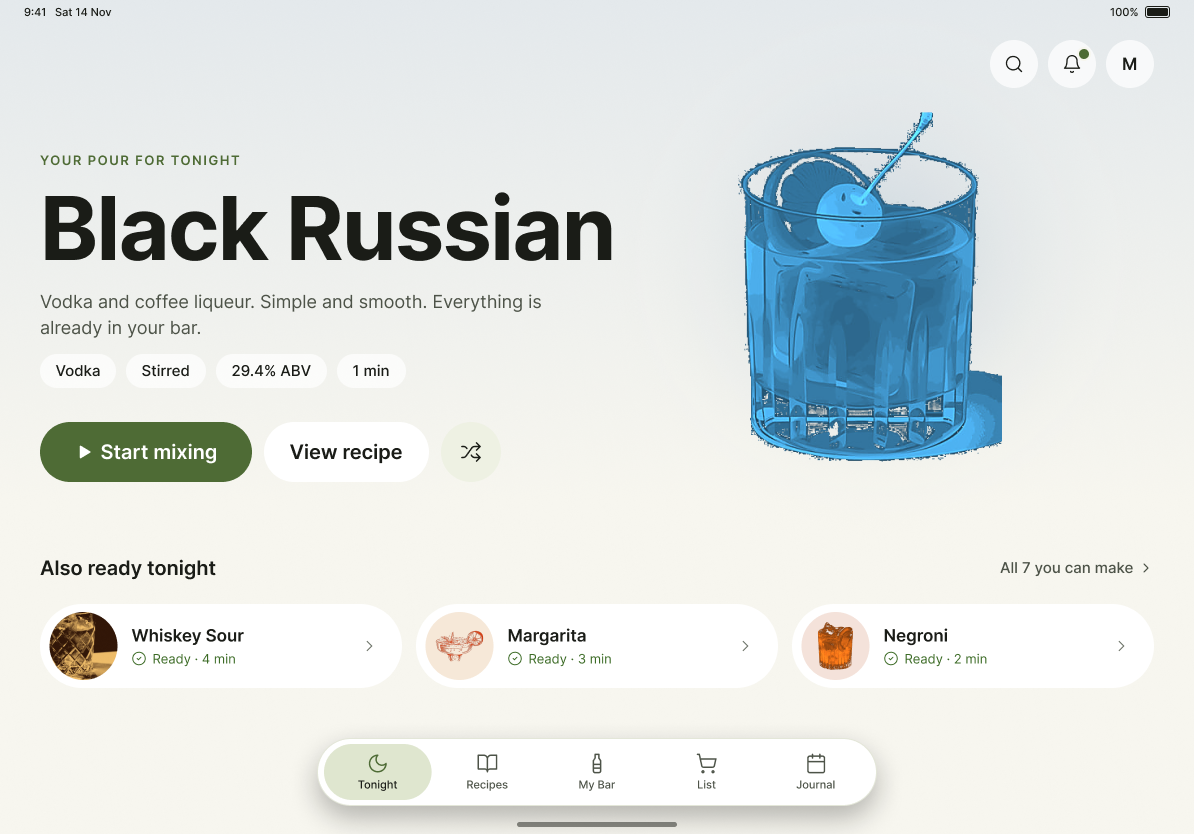 9:41 Sat 14 Nov
100%
M
YOUR POUR FOR TONIGHT
Black Russian
Vodka and coffee liqueur. Simple and smooth. Everything is
already in your bar.
Vodka Stirred 29.4% ABV 1 min
Start mixing View recipe
Also ready tonight
All 7 you can make
Whiskey Sour
Ready · 4 min
Margarita
Ready · 3 min
Negroni
Ready · 2 min
Tonight Recipes My Bar List Journal